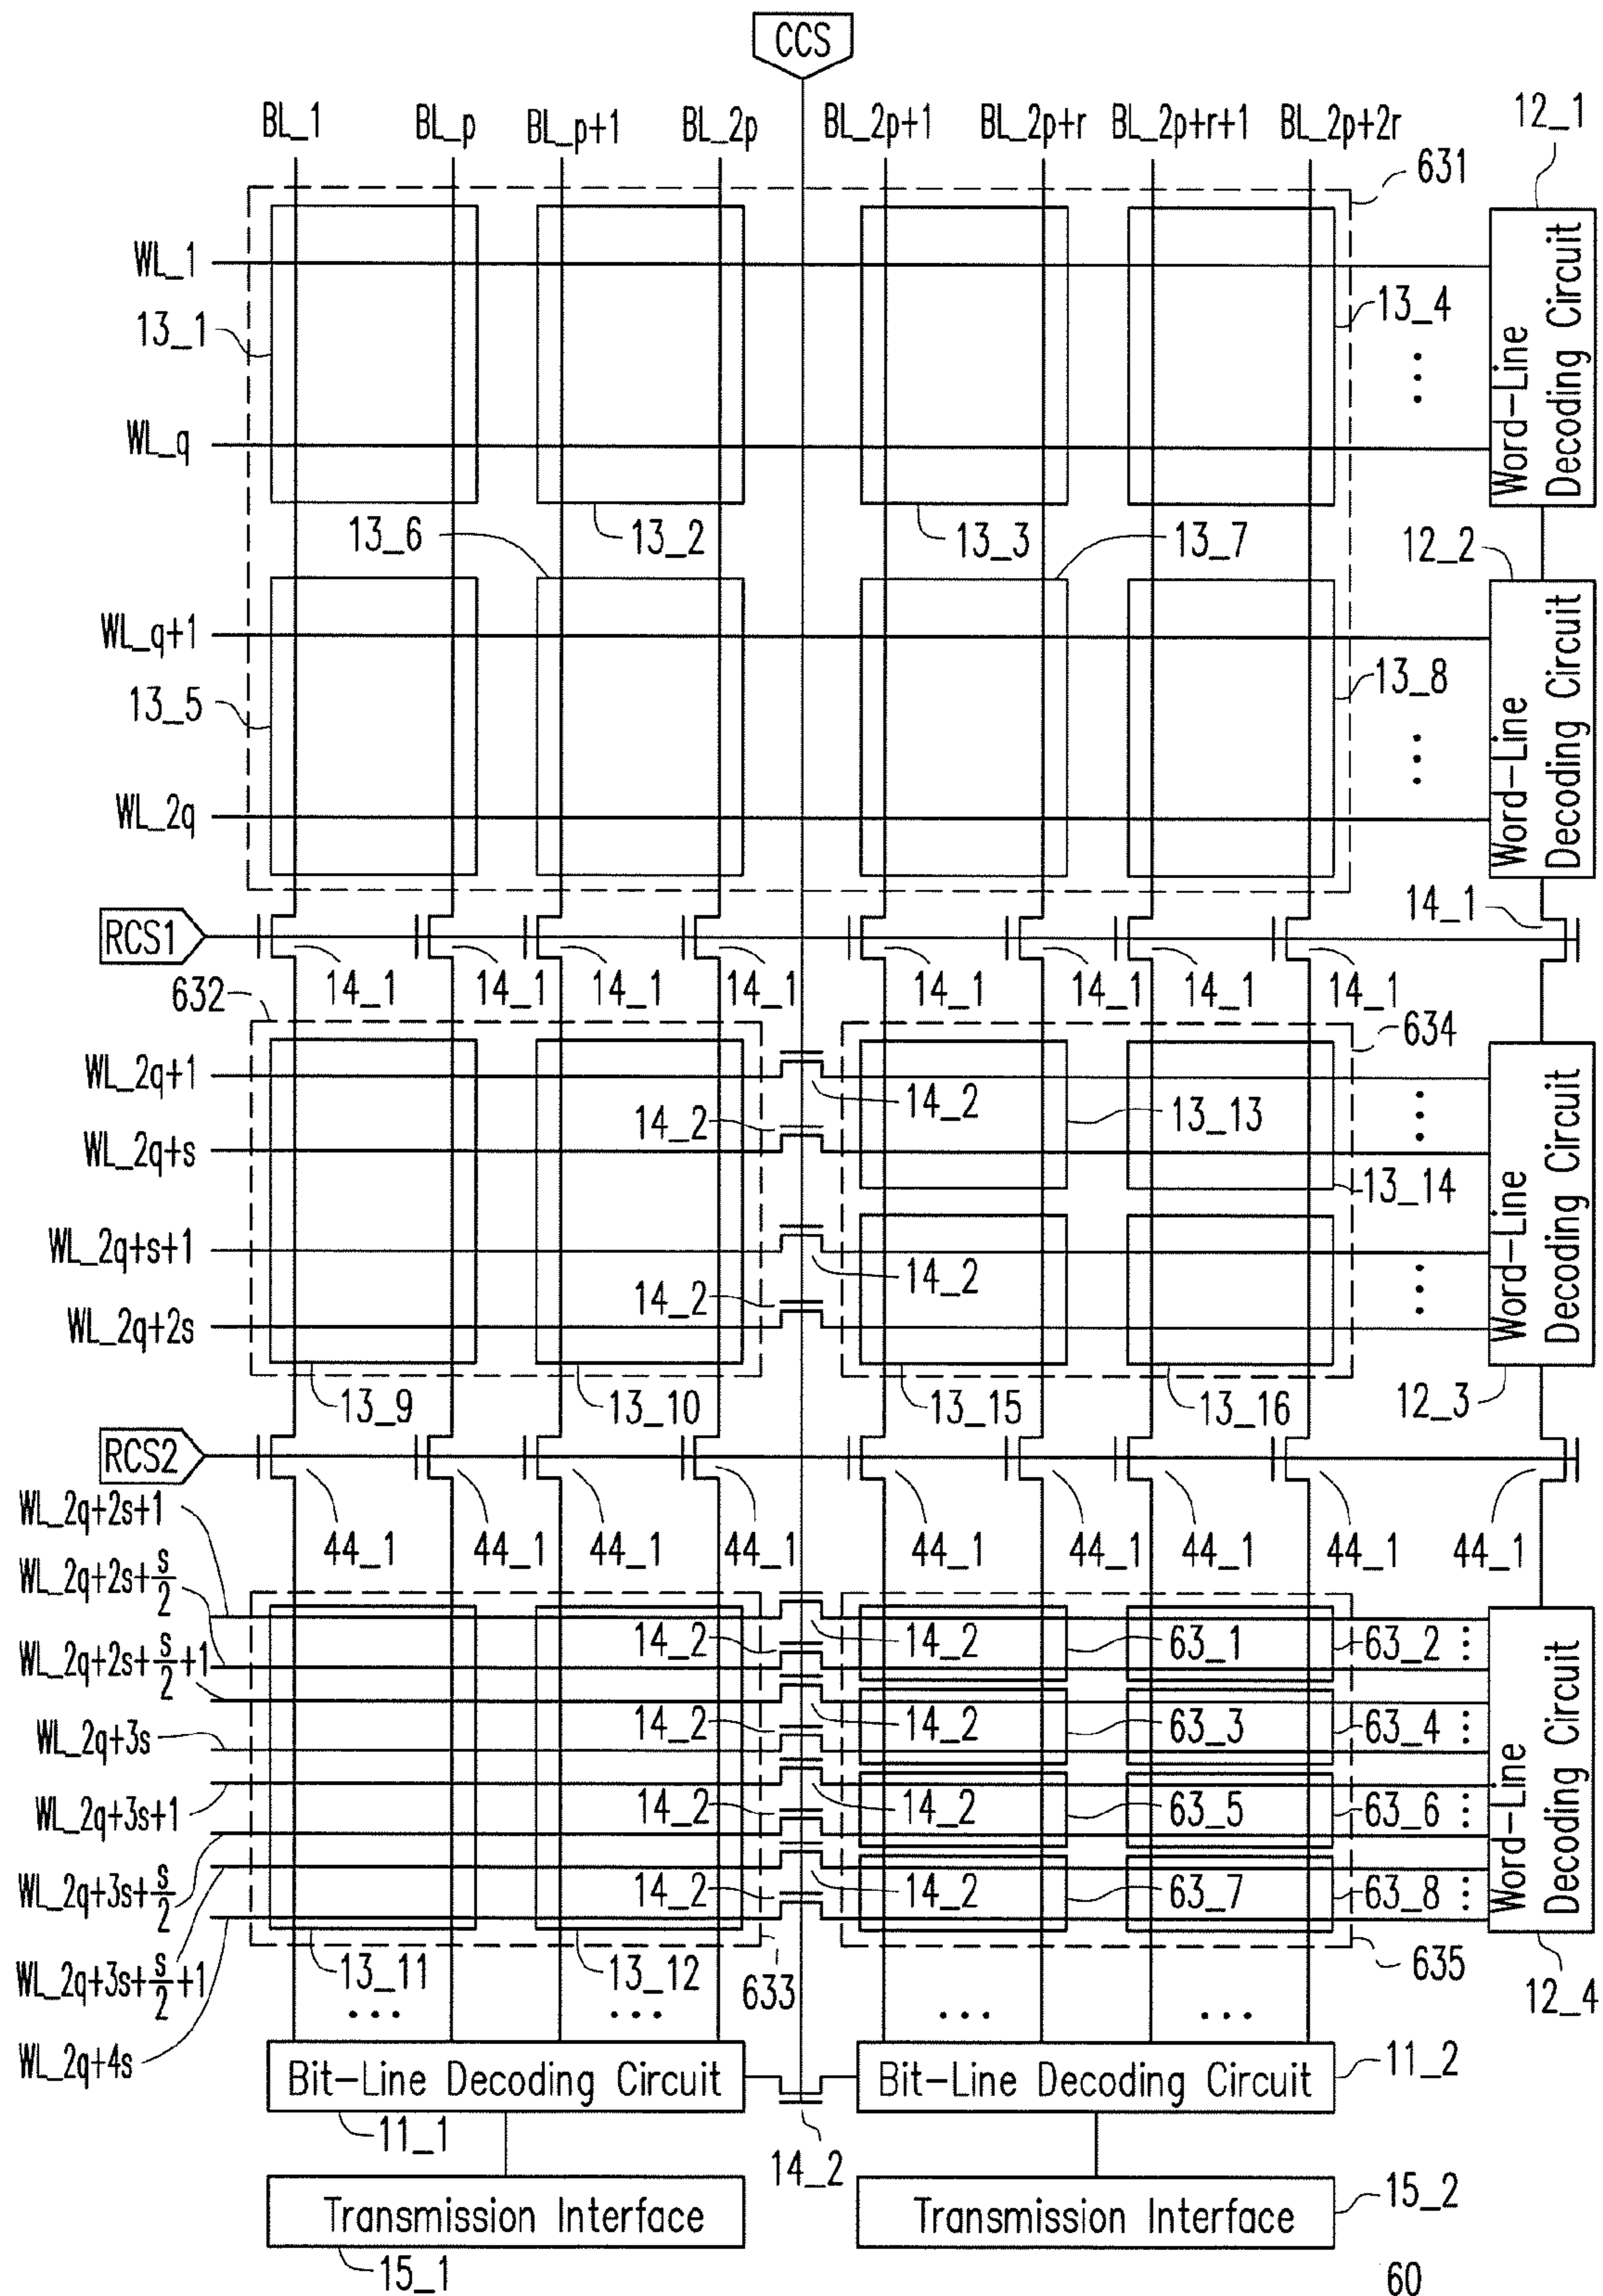 CCS
BL_1 BL_p BL_p+1 BL_2p BL_2p+1 BL_2p+r BL_2p+r+1 BL_2p+2r 12_1
631
WL_1
13_1 13_4
WL_q
Word-Line Decoding Circuit
13_6 13_2 13_3 13_7
12_2
WL_q+1
13_5 13_8
WL_2q
Word-Line Decoding Circuit
14_1
RCS1
14_1 14_1 14_1 14_1 14_1 14_1 14_1 14_1
632 634
WL_2q+1
14_2 13_13
14_2
WL_2q+s
13_14
WL_2q+s+1
14_2
14_2
WL_2q+2s
Word-Line Decoding Circuit
13_9 13_10 13_15 13_16 12_3
RCS2
WL_2q+2s+1
44_1 44_1 44_1 44_1 44_1 44_1 44_1 44_1 44_1
WL_2q+2s+s/2
14_2 14_2 63_1 63_2
WL_2q+2s+s/2+1
14_2 14_2 63_3 63_4
WL_2q+3s
WL_2q+3s+1
14_2 14_2 63_5 63_6
WL_2q+3s+s/2
14_2 14_2 63_7 63_8
Word-Line Decoding Circuit
WL_2q+3s+s/2+1
13_11 13_12 633 635 12_4
... ... ... ...
WL_2q+4s
Bit-Line Decoding Circuit Bit-Line Decoding Circuit 11_2
11_1 14_2
Transmission Interface Transmission Interface 15_2
15_1
60